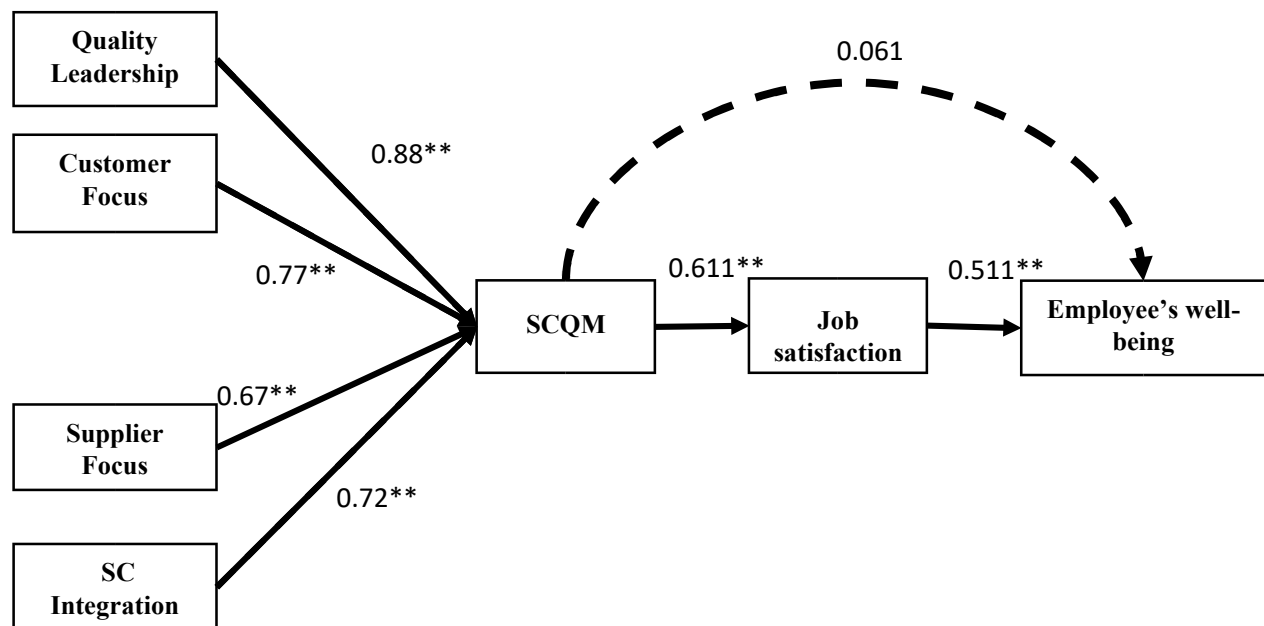 Quality
Leadership
0.061
0.88**
Customer
Focus
0.77**
0.611**
0.511**
SCQM
Job
satisfaction
Employee’s well-
being
0.67**
Supplier
Focus
0.72**
SC
Integration